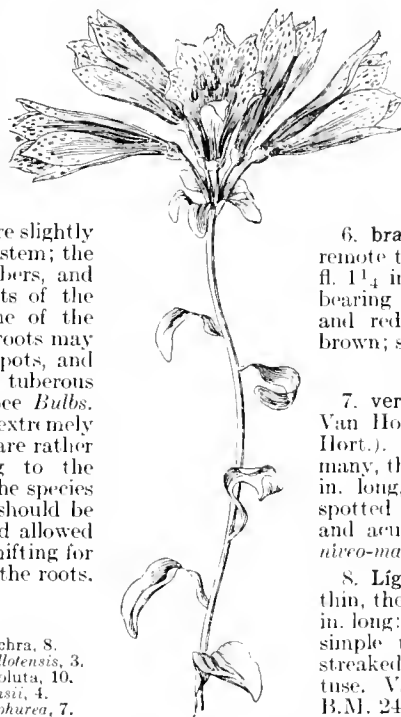 re slightly
stem; the
bers, and
ts of the
ne of the
roots may
pots, and
tuberous
ee Bulbs.
extremely
are rather
g to the
he species
should be
d allowed
ifting for
the roots.
chra, 8.
llotensis, 3.
oluta, 10.
nsii, 4.
phurea, 7.
6. bra
remote t
fl. 1¼ in
bearing
and red
brown; s
7. ver
Van Ho
Hort.).
many, th
in. long,
spotted
and acu
niveo-ma
8. Líg
thin, the
in. long:
simple t
streaked
tuse. V
B.M. 24